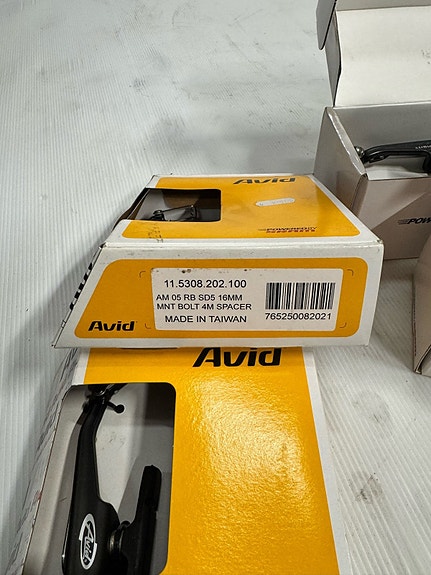 Avid
11.5308.202.100
AM 05 RB SD5 16MM
MNT BOLT 4M SPACER
MADE IN TAIWAN
765250082021
Avid
Avid
Avid